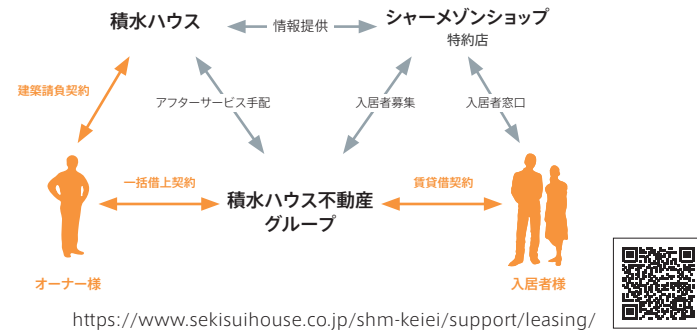 積水ハウス
情報提供
シャーメゾンショップ
特約店
建築請負契約
アフターサービス手配
入居者募集
入居者窓口
一括借上契約
積水ハウス不動産
グループ
賃貸借契約
オーナー様
入居者様
https://www.sekisuihouse.co.jp/shm-keiei/support/leasing/